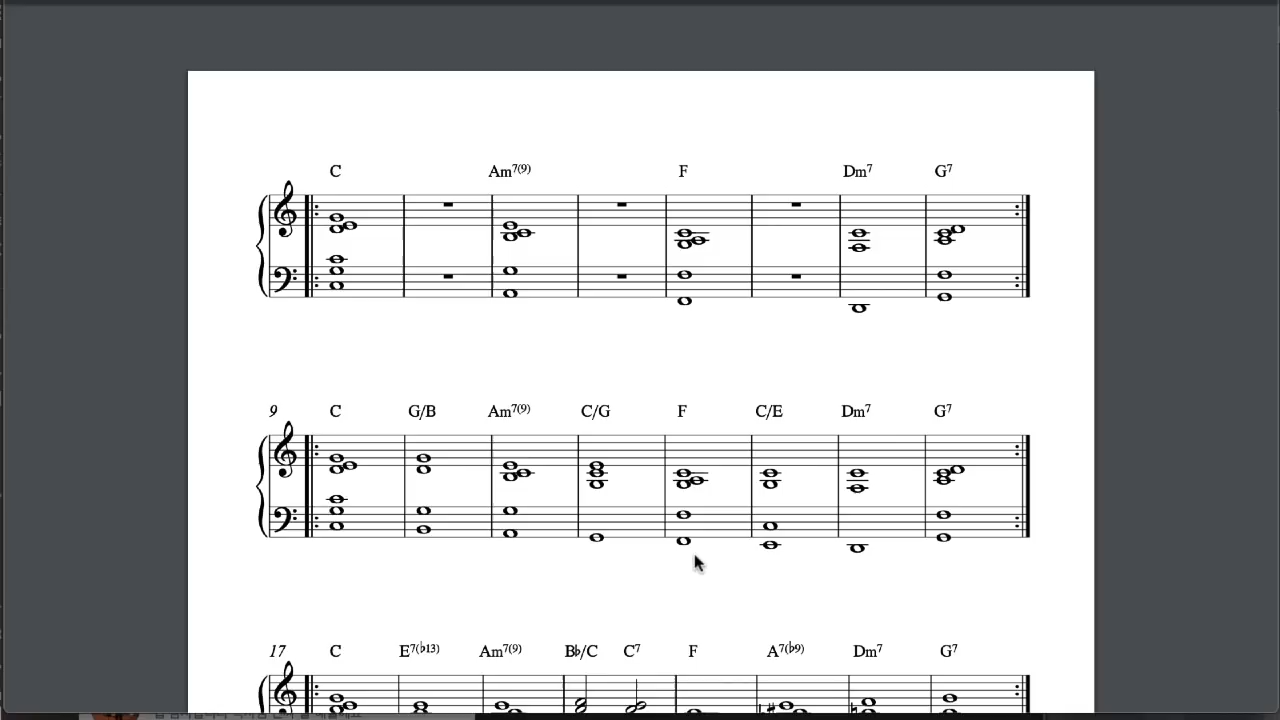 C Am7(9) F Dm7 G7
9 C G/B Am7(9) C/G F C/E Dm7 G7
17 C E7(♭13) Am7(9) B♭/C C7 F A7(♭9) Dm7 G7